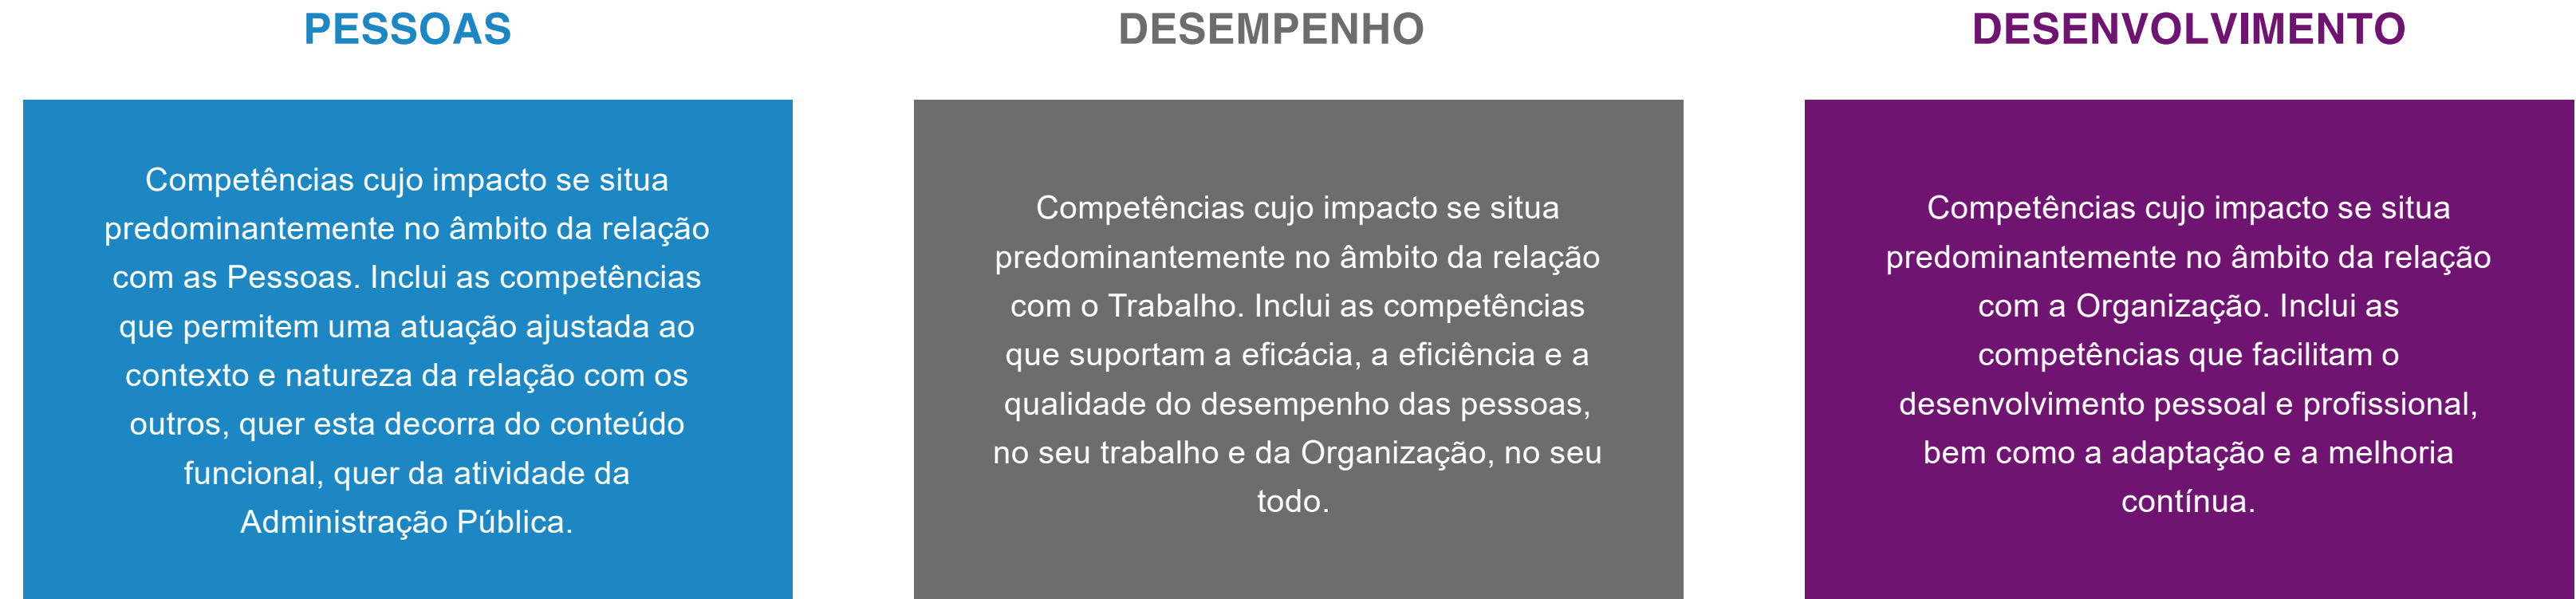 PESSOAS
Competências cujo impacto se situa
predominantemente no âmbito da relação
com as Pessoas. Inclui as competências
que permitem uma atuação ajustada ao
contexto e natureza da relação com os
outros, quer esta decorra do conteúdo
funcional, quer da atividade da
Administração Pública.
DESEMPENHO
Competências cujo impacto se situa
predominantemente no âmbito da relação
com o Trabalho. Inclui as competências
que suportam a eficácia, a eficiência e a
qualidade do desempenho das pessoas,
no seu trabalho e da Organização, no seu
todo.
DESENVOLVIMENTO
Competências cujo impacto se situa
predominantemente no âmbito da relação
com a Organização. Inclui as
competências que facilitam o
desenvolvimento pessoal e profissional,
bem como a adaptação e a melhoria
contínua.